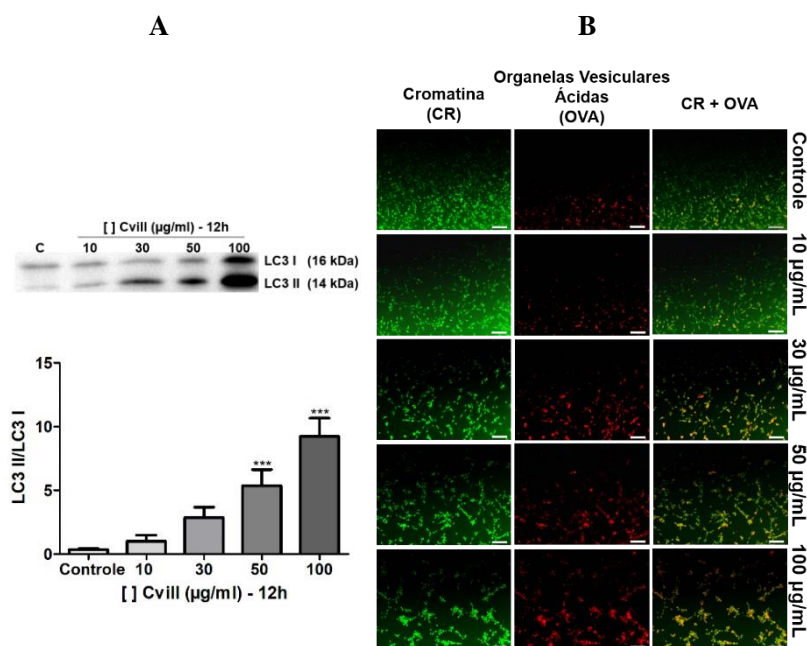 A
B
[ ] Cvill (µg/ml) - 12h
C 10 30 50 100
LC3 I (16 kDa)
LC3 II (14 kDa)
LC3 II/LC3 I
15
10
5
0
***
***
Controle 10 30 50 100
[ ] Cvill (µg/ml) - 12h
Cromatina
(CR)
Organelas Vesiculares
Ácidas
(OVA)
CR + OVA
Controle
10 µg/mL
30 µg/mL
50 µg/mL
100 µg/mL